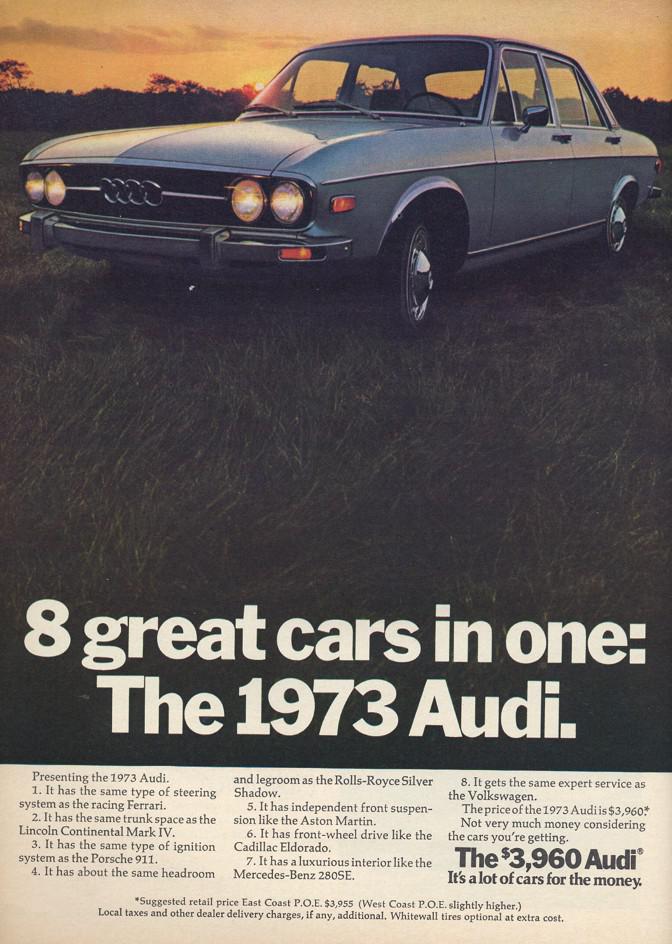 8 great cars in one:
The 1973 Audi.
Presenting the 1973 Audi.
1. It has the same type of steering
system as the racing Ferrari.
2. It has the same trunk space as the
Lincoln Continental Mark IV.
3. It has the same type of ignition
system as the Porsche 911.
4. It has about the same headroom
and legroom as the Rolls-Royce Silver
Shadow.
5. It has independent front suspen-
sion like the Aston Martin.
6. It has front-wheel drive like the
Cadillac Eldorado.
7. It has a luxurious interior like the
Mercedes-Benz 280SE.
8. It gets the same expert service as
the Volkswagen.
The price of the 1973 Audi is $3,960.*
Not very much money considering
the cars you're getting.
The $3,960 Audi®
It's a lot of cars for the money.
*Suggested retail price East Coast P.O.E. $3,955 (West Coast P.O.E. slightly higher.)
Local taxes and other dealer delivery charges, if any, additional. Whitewall tires optional at extra cost.